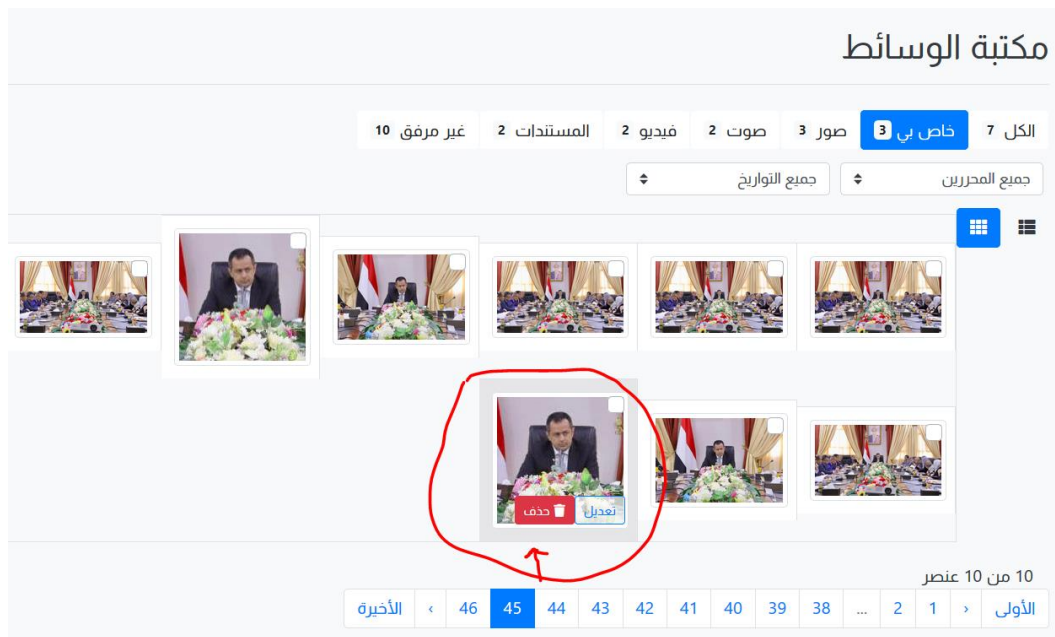 مكتبة الوسائط
الكل 7 خاص بي 3 صور 3 صوت 2 فيديو 2 المستندات 2 غير مرفق 10
جميع المحررين جميع التواريخ
تعديل حذف
10 من 10 عنصر
الأولى ‹ 1 2 ... 38 39 40 41 42 43 44 45 46 › الأخيرة